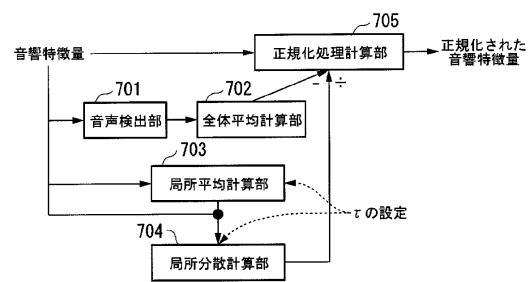 705
音響特徴量
正規化処理計算部
正規化された
音響特徴量
- ÷
701
702
音声検出部
全体平均計算部
703
局所平均計算部
τの設定
704
局所分散計算部